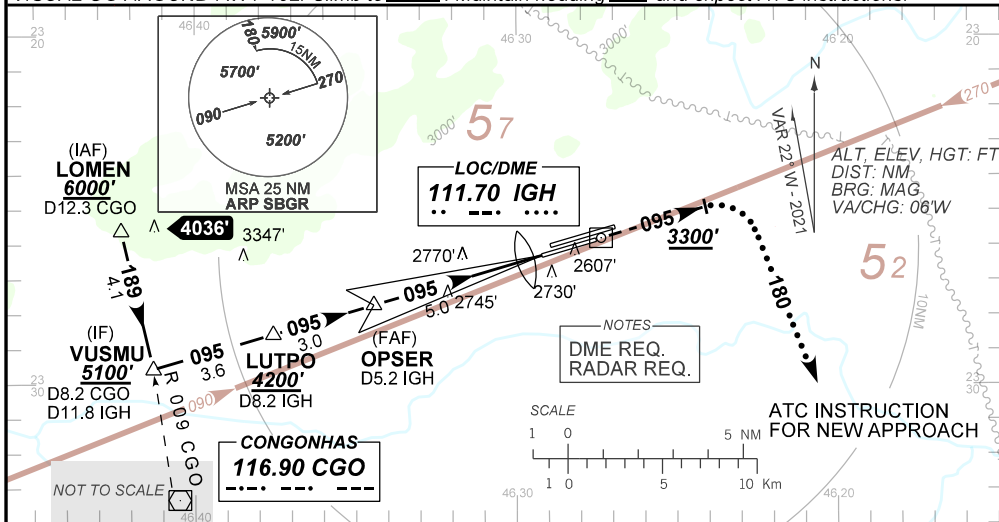 23
20
46.40
46.30
46.20
23
20
5900'
180
15NM
5700'
270
090
5200'
MSA 25 NM
ARP SBGR
3000'
3000'
5 7
270
N
VAR 22° W - 2021
ALT, ELEV, HGT: FT
DIST: NM
BRG: MAG
VA/CHG: 06'W
(IAF)
LOMEN
6000'
D12.3 CGO
4036'
3347'
LOC/DME
111.70 IGH
095
3300'
5 2
2770'
2607'
2730'
2745'
189
4.1
095
5.0
180
10NM
(IF)
VUSMU
5100'
D8.2 CGO
D11.8 IGH
095
3.6
095
3.0
LUTPO
4200'
D8.2 IGH
(FAF)
OPSER
D5.2 IGH
NOTES
DME REQ.
RADAR REQ.
23
30
23
30
R 009 CGO
090
SCALE
1 0 5 NM
1 0 5 10 Km
ATC INSTRUCTION
FOR NEW APPROACH
CONGONHAS
116.90 CGO
NOT TO SCALE
46.40
46.30
46.20